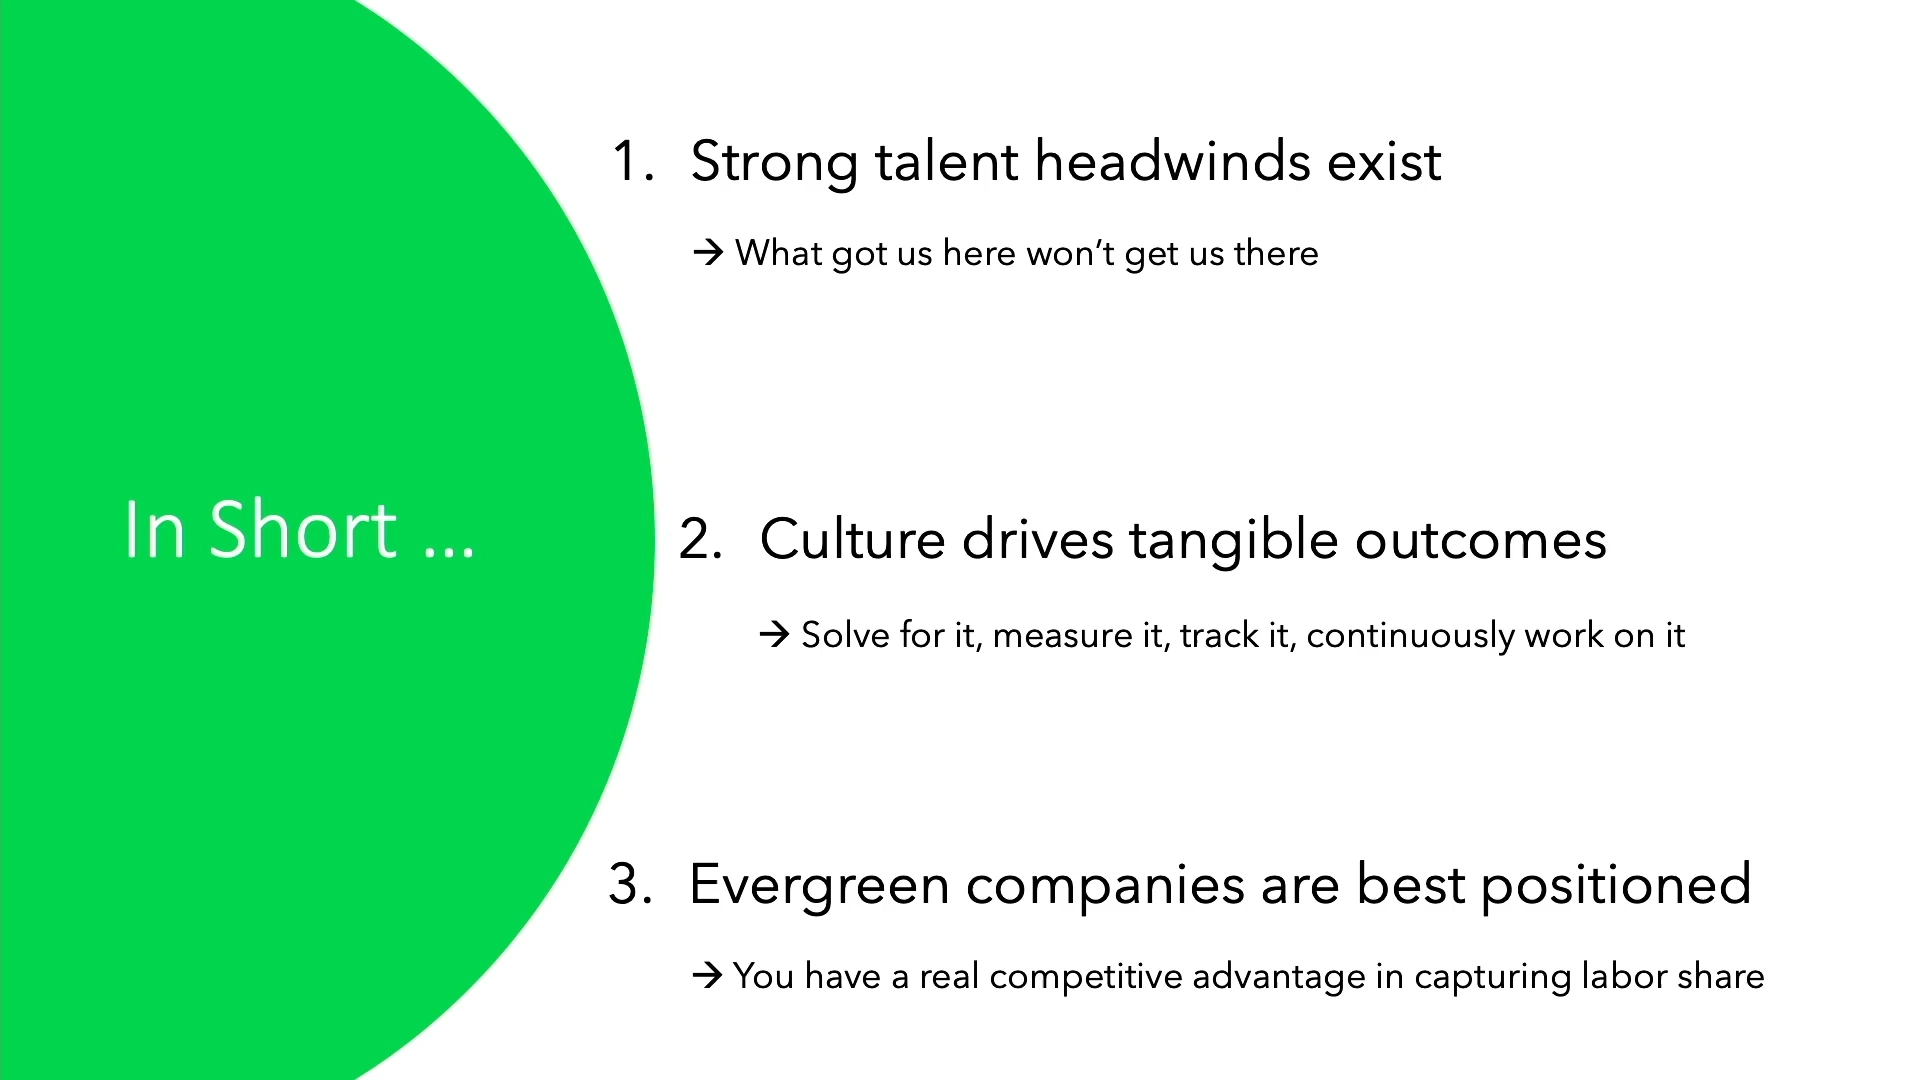 In Short ...
1. Strong talent headwinds exist
→ What got us here won’t get us there
2. Culture drives tangible outcomes
→ Solve for it, measure it, track it, continuously work on it
3. Evergreen companies are best positioned
→ You have a real competitive advantage in capturing labor share